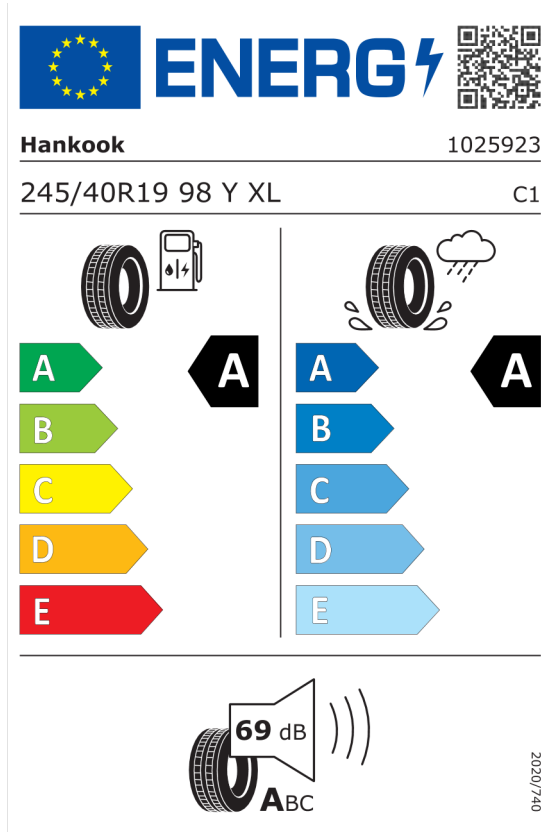 ENERG
Hankook 1025923
245/40R19 98 Y XL C1
A A A A
B B
C C
D D
E E
69 dB
ABC
2020/740